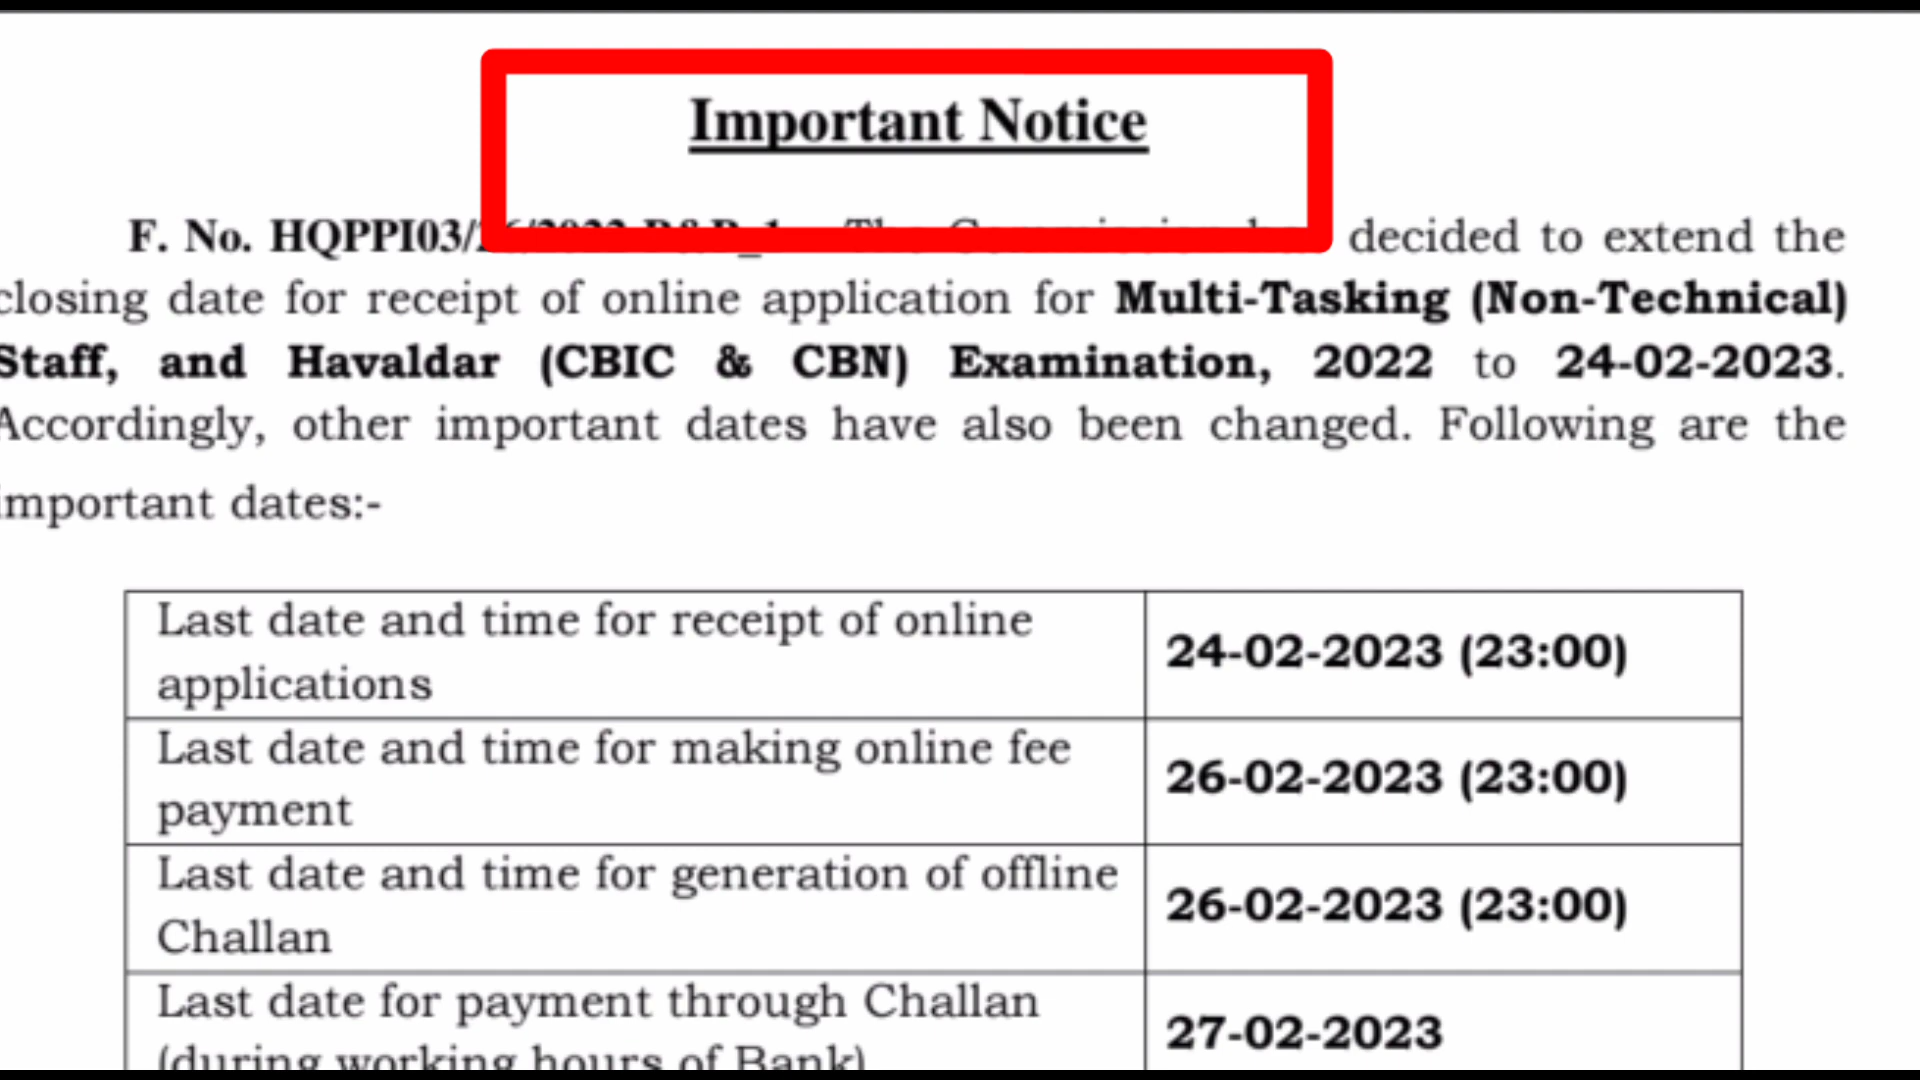 Important Notice
F. No. HQPPI03/ decided to extend the
closing date for receipt of online application for Multi-Tasking (Non-Technical)
Staff, and Havaldar (CBIC & CBN) Examination, 2022 to 24-02-2023.
Accordingly, other important dates have also been changed. Following are the
important dates:-
Last date and time for receipt of online
applications
24-02-2023 (23:00)
Last date and time for making online fee
payment
26-02-2023 (23:00)
Last date and time for generation of offline
Challan
26-02-2023 (23:00)
Last date for payment through Challan
(during working hours of Bank)
27-02-2023